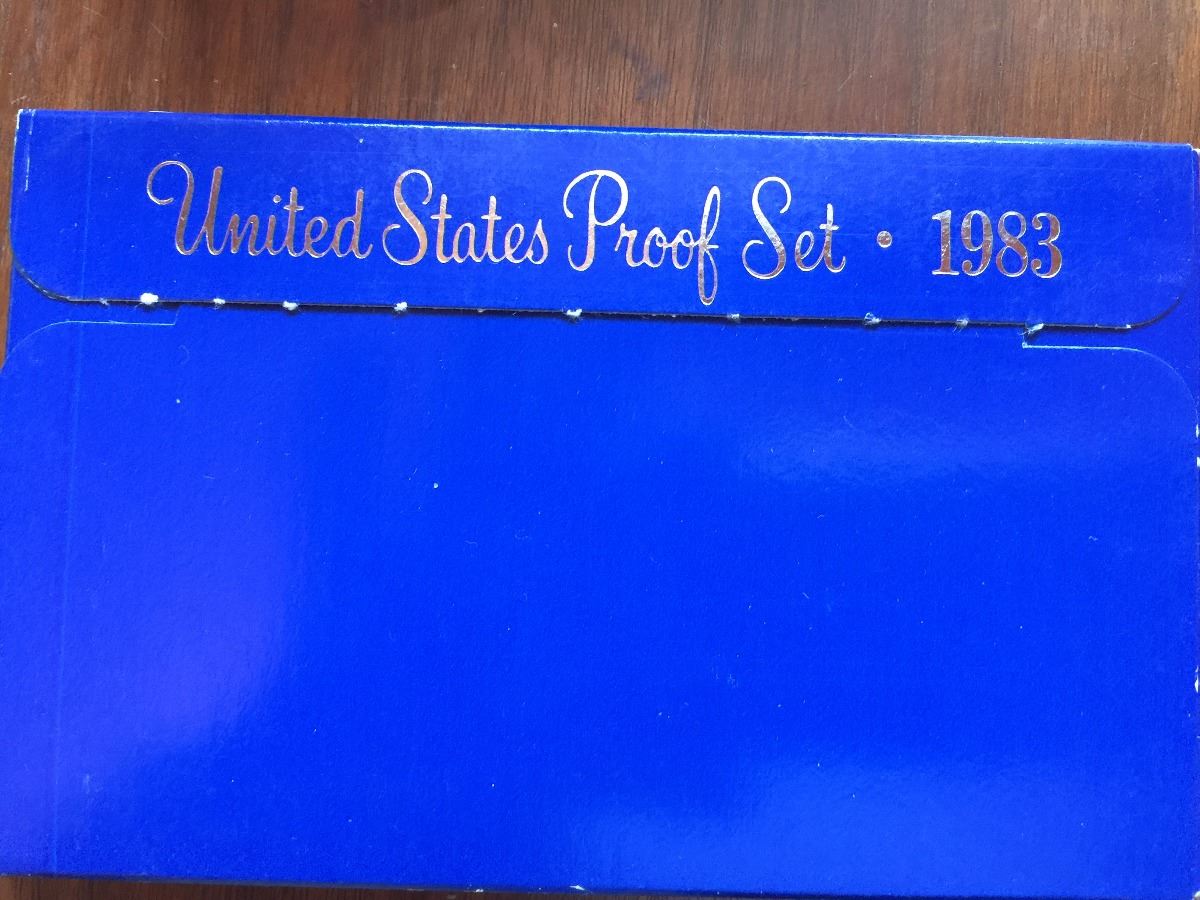 United States Proof Set • 1983